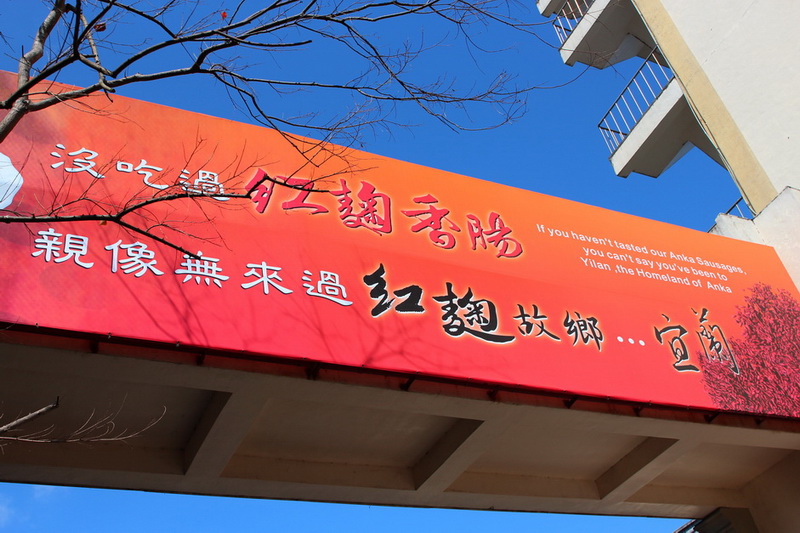 沒吃過紅麴香腸
親像無來過紅麴故鄉...宜蘭
If you haven't tasted our Anka Sausages,
you can't say you've been to
Yilan ,the Homeland of Anka